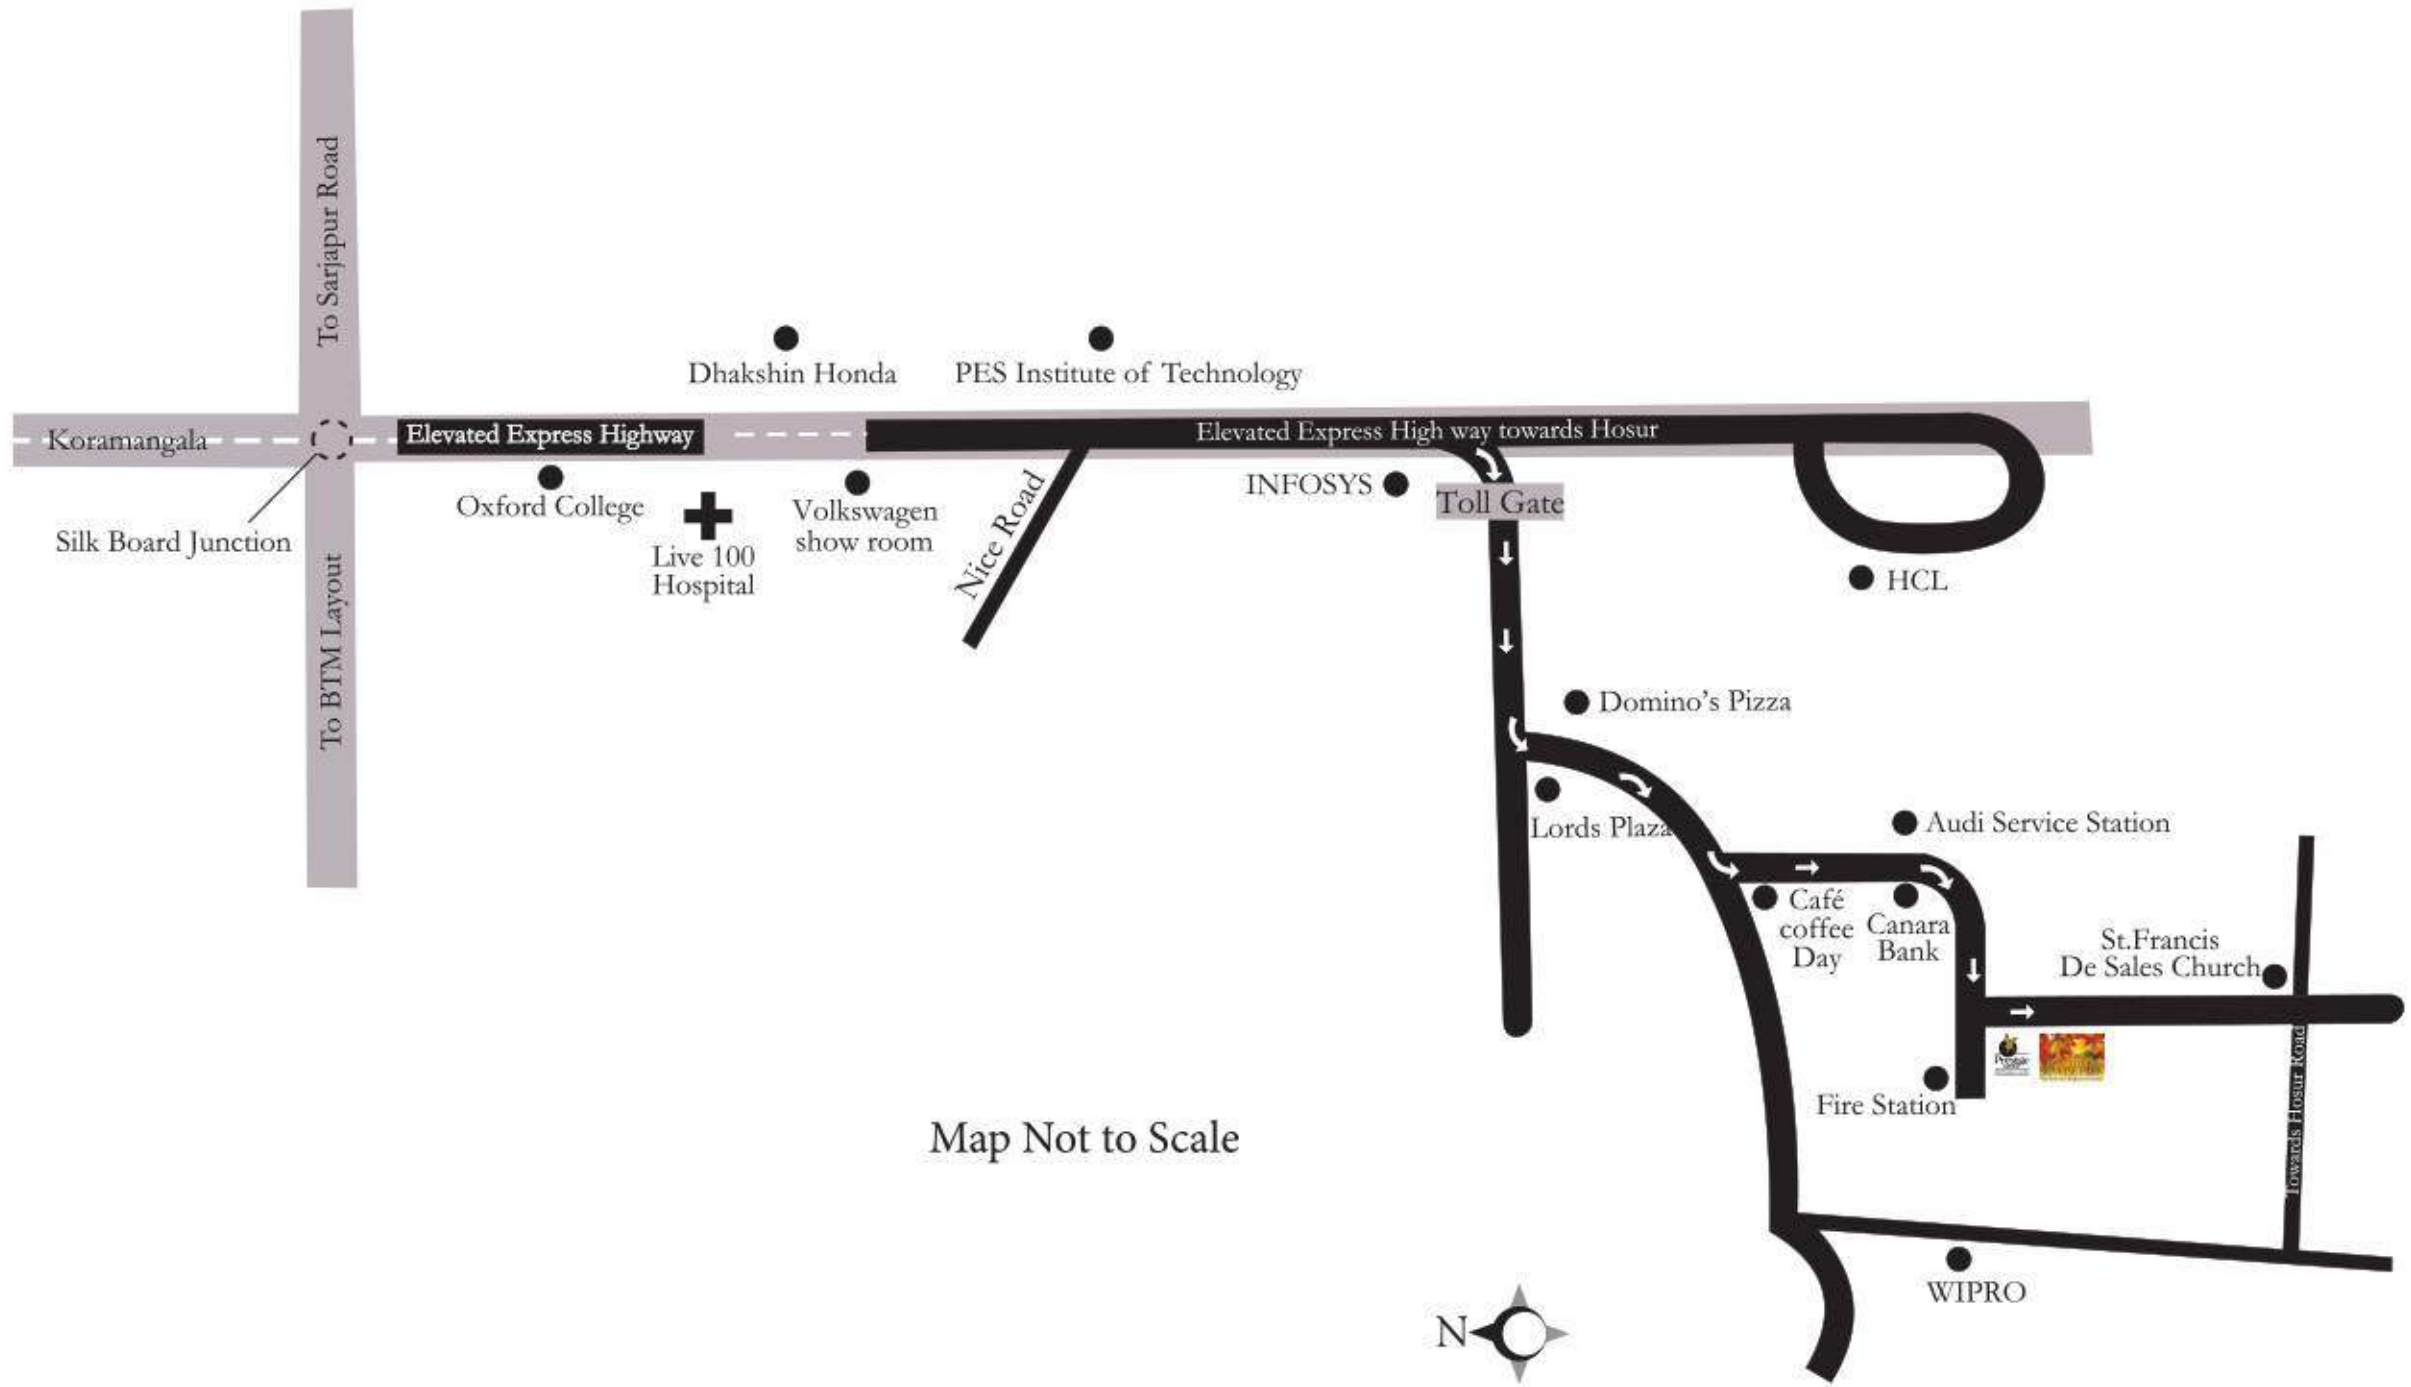 To Sarjapur Road
Dhakshin Honda
PES Institute of Technology
Koramangala
Elevated Express Highway
Elevated Express High way towards Hosur
Oxford College
INFOSYS
Toll Gate
Nice Road
Volkswagen
show room
Silk Board Junction
Live 100
Hospital
HCL
To BTM Layout
Domino's Pizza
Lords Plaza
Audi Service Station
Café
coffee
Day
Canara
Bank
St.Francis
De Sales Church
Prestige
Fire Station
Towards Hosur Road
Map Not to Scale
WIPRO
N